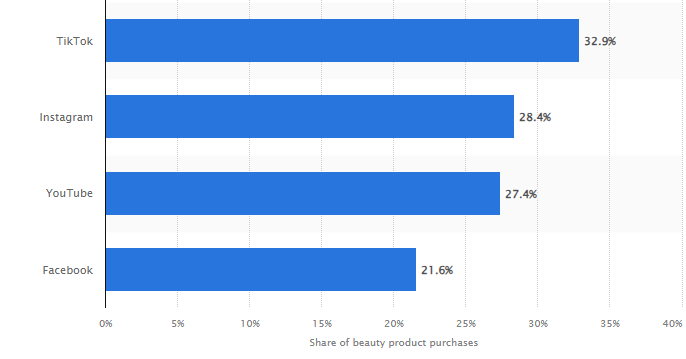 TikTok
32.9%
Instagram
28.4%
YouTube
27.4%
Facebook
21.6%
0% 5% 10% 15% 20% 25% 30% 35% 40%
Share of beauty product purchases